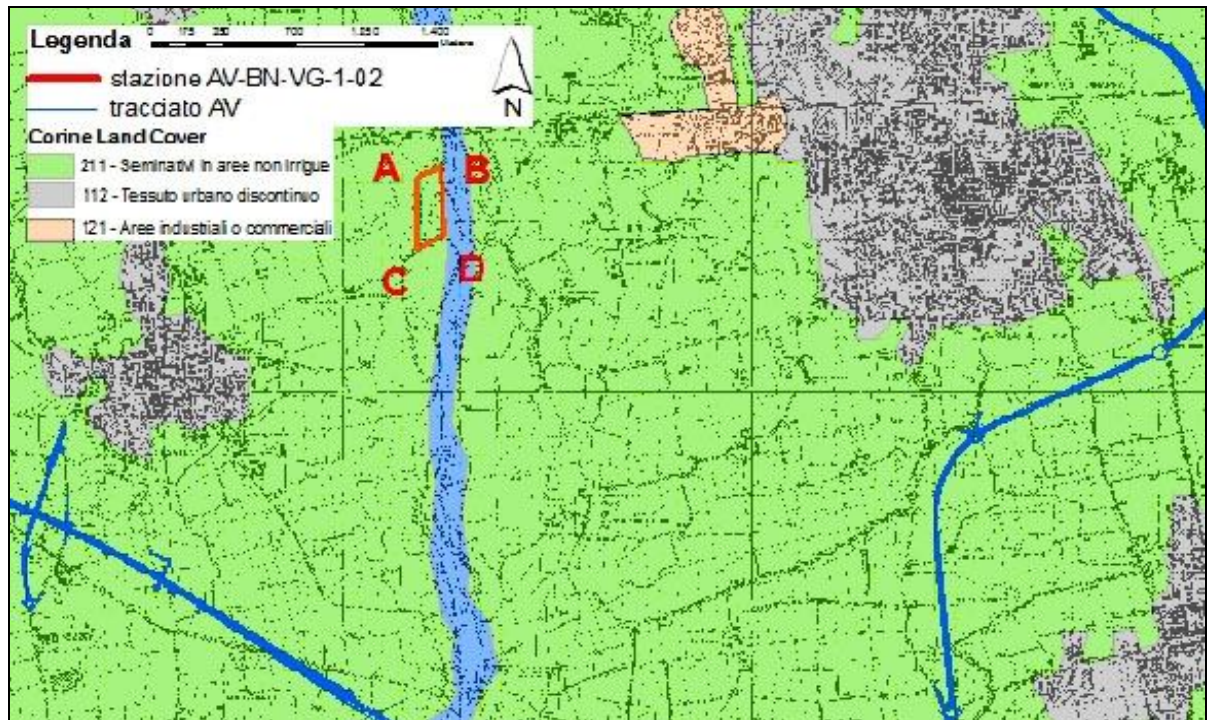 Legenda 0 175 350 700 1.050 1.400
stazione AV-BN-VG-1-02
tracciato AV
N
Corine Land Cover
211 - Seminativi in aree non irrigue
112 - Tessuto urbano discontinuo
121 - Aree industriali o commerciali
A B
C D